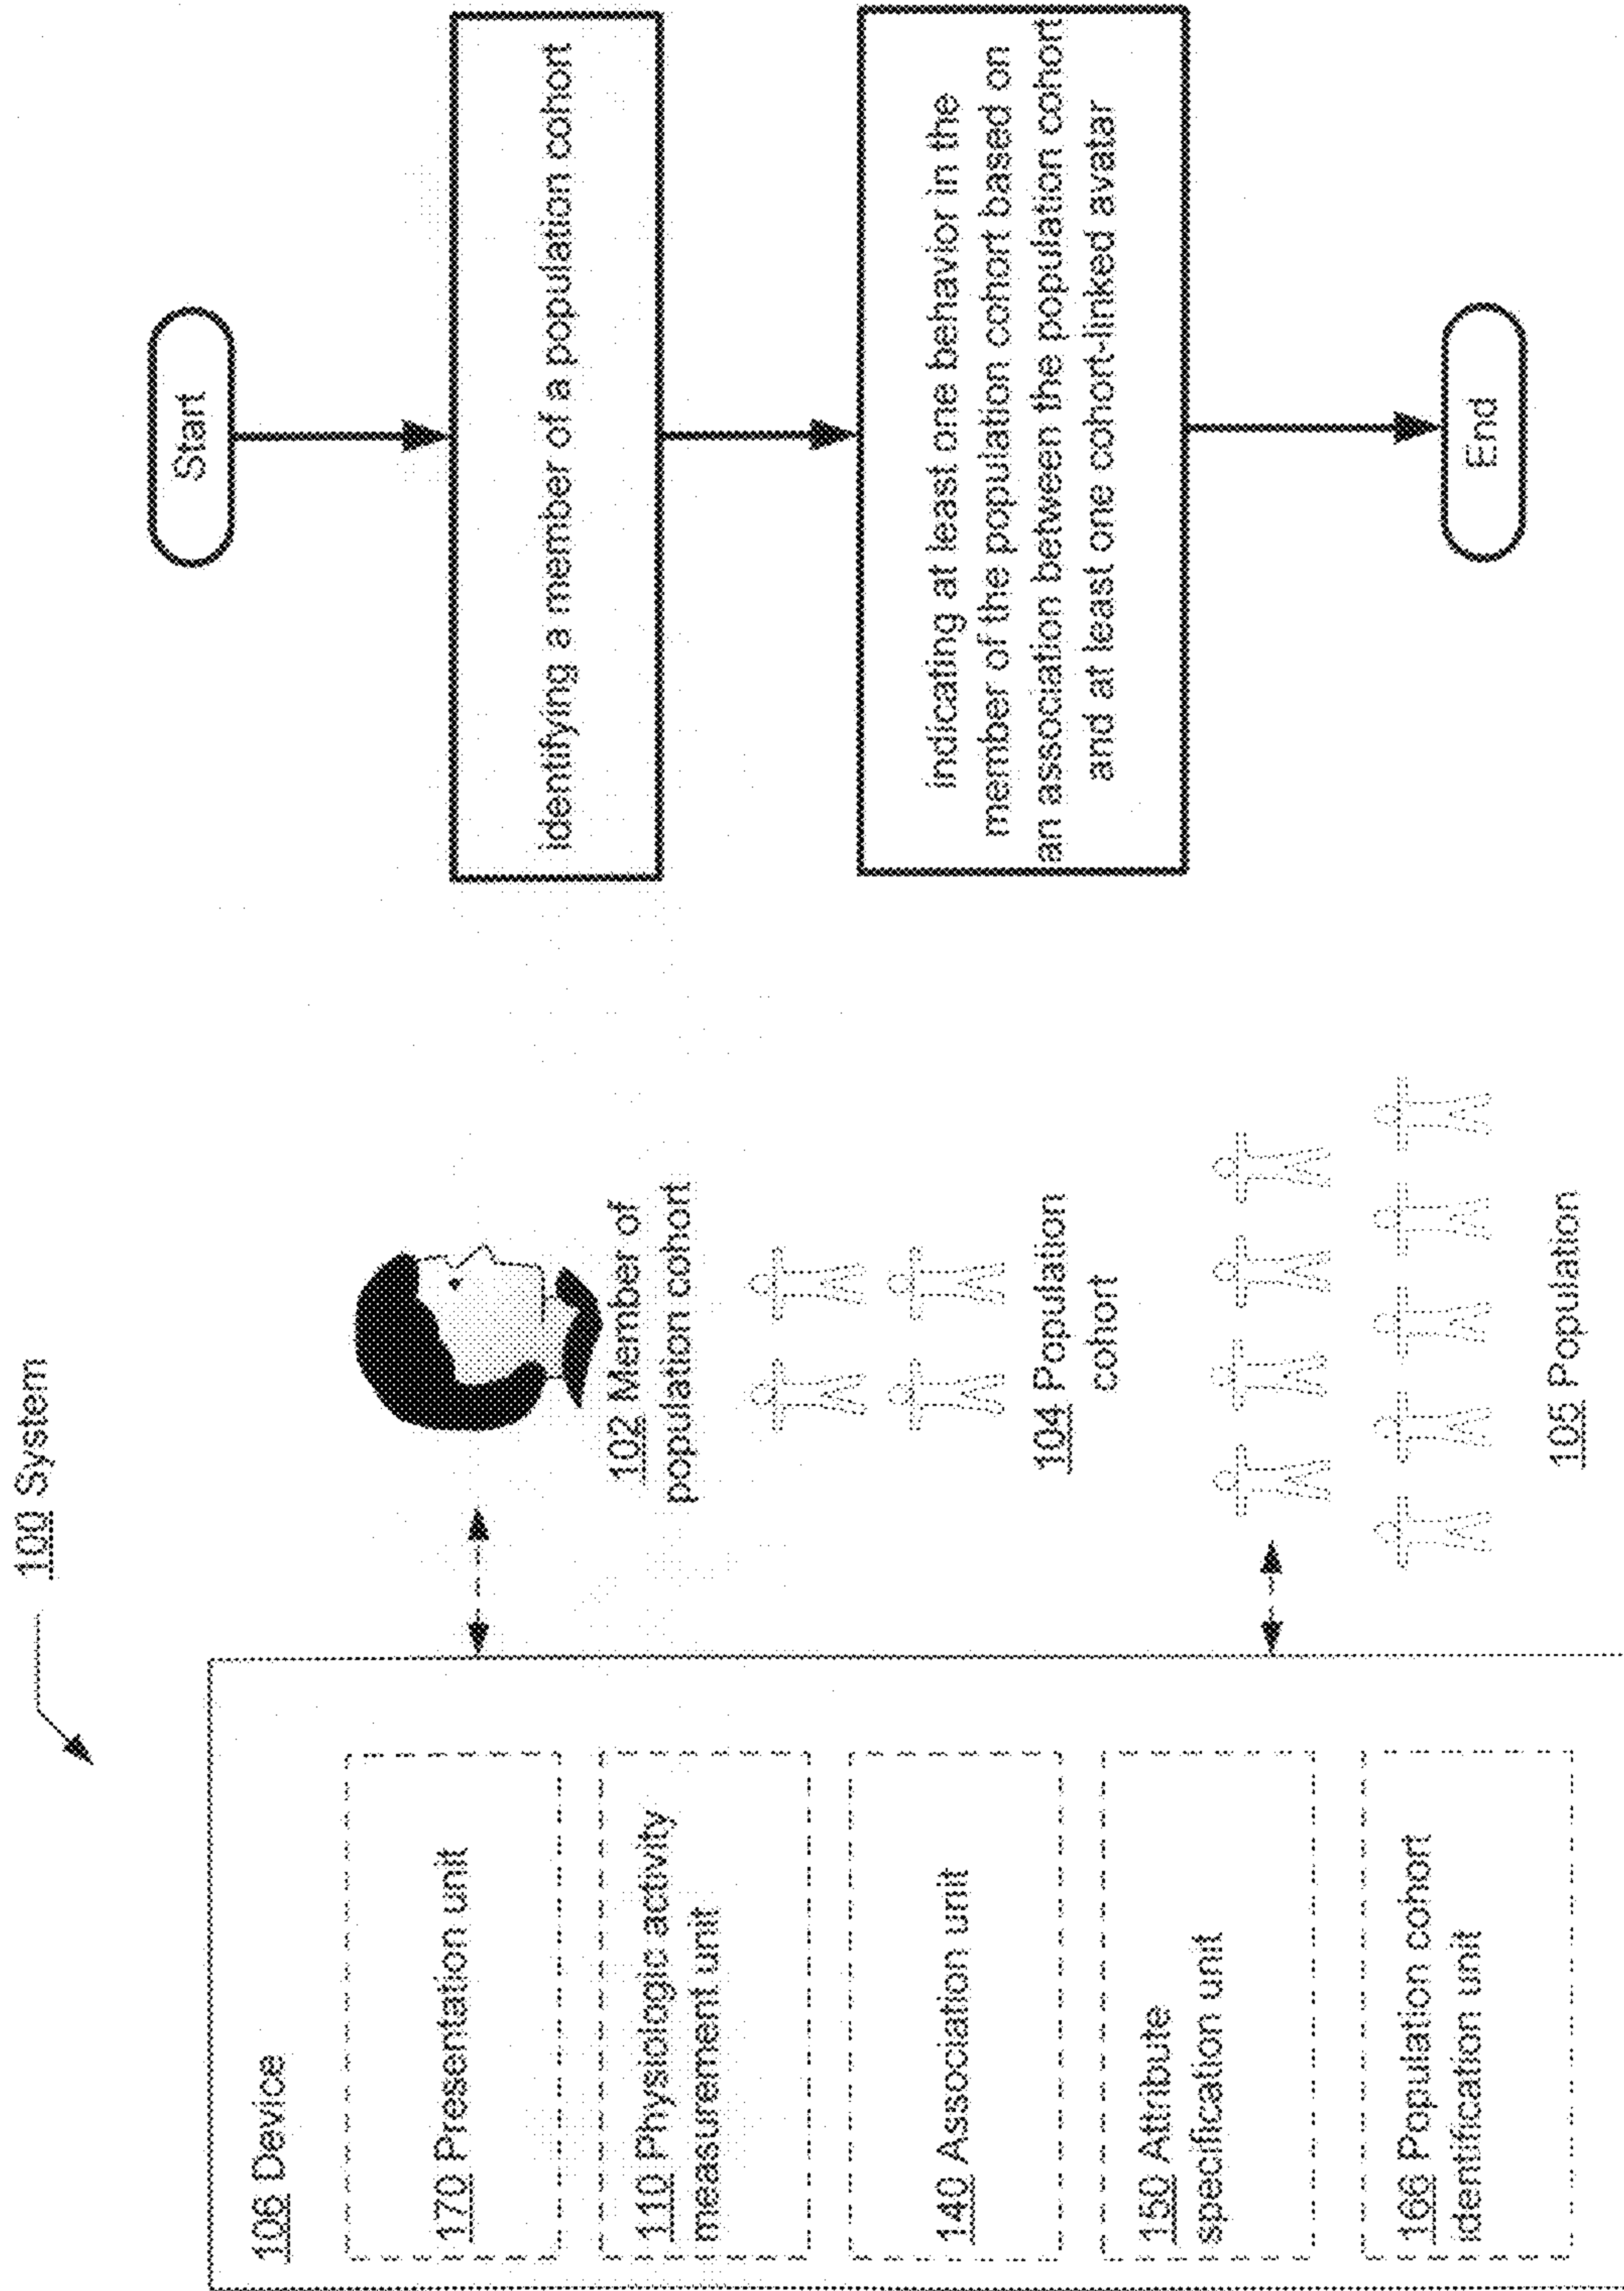 100 System
106 Device
170 Presentation unit
110 Physiologic activity
measurement unit
140 Association unit
150 Attribute
specification unit
166 Population cohort
identification unit
102 Member of
population cohort
104 Population
cohort
105 Population
Start
identifying a member of a population cohort
indicating at least one behavior in the
member of the population cohort based on
an association between the population cohort
and at least one cohort-linked avatar
End